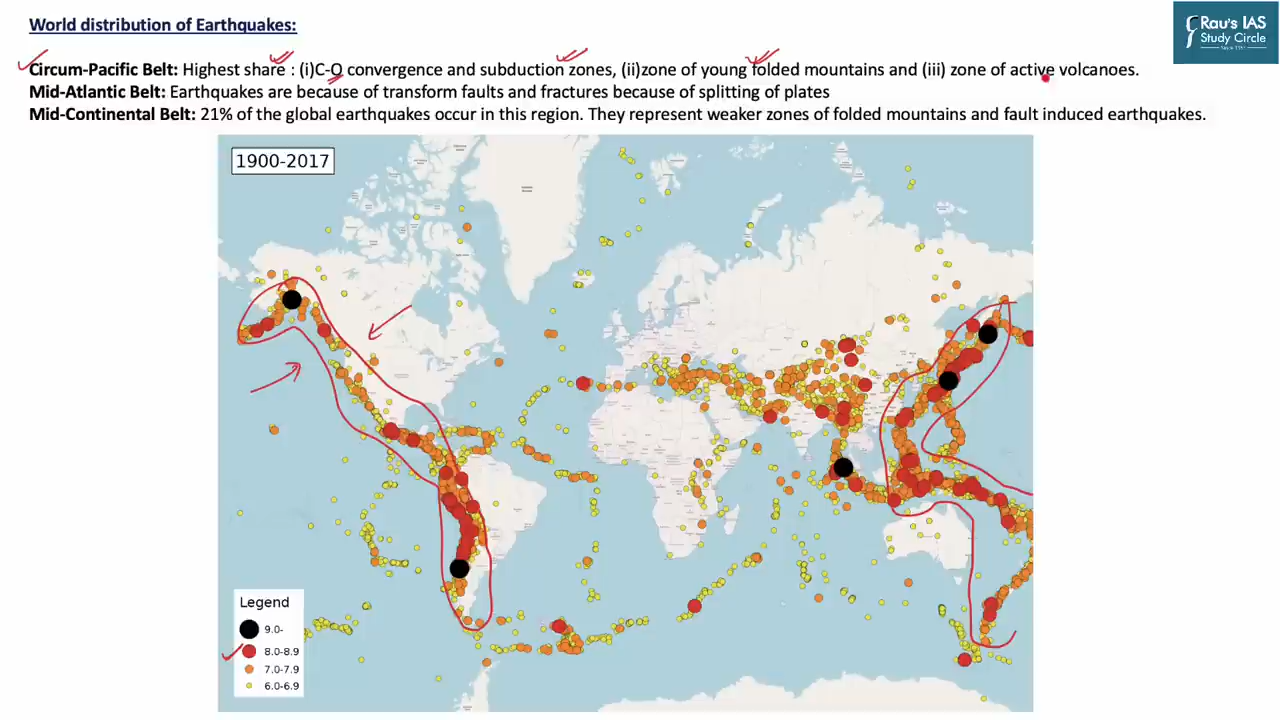 World distribution of Earthquakes:
Rau's IAS
Study Circle
Since 1953
Circum-Pacific Belt: Highest share : (i)C-O convergence and subduction zones, (ii)zone of young folded mountains and (iii) zone of active volcanoes.
Mid-Atlantic Belt: Earthquakes are because of transform faults and fractures because of splitting of plates
Mid-Continental Belt: 21% of the global earthquakes occur in this region. They represent weaker zones of folded mountains and fault induced earthquakes.
1900-2017
Legend
9.0-
8.0-8.9
7.0-7.9
6.0-6.9